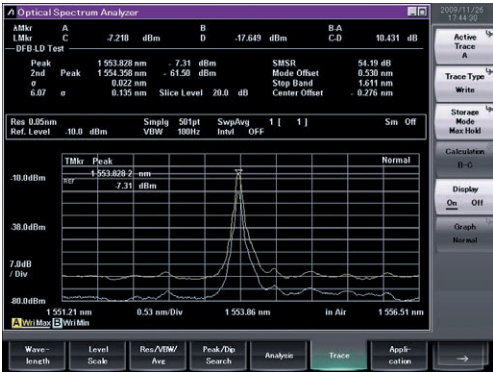 Optical Spectrum Analyzer
2009/11/26
17:44:30
λMkr A B B-A
LMkr C -7.218 dBm D -17.649 dBm C-D 10.431 dB
DFB-LD Test
Peak 1 553.828 nm - 7.31 dBm SMSR 54.19 dB
2nd Peak 1 554.358 nm - 61.50 dBm Mode Offset 0.530 nm
σ 0.022 nm Stop Band 1.611 nm
6.07 σ 0.135 nm Slice Level 20.0 dB Center Offset - 0.276 nm
Res 0.05nm Smplg 501pt SwpAvg 1 [ 1] Sm Off
Ref. Level -10.0 dBm VBW 100Hz Intvl OFF
TMkr Peak Normal
1 553.828 2 nm
-7.31 dBm
-10.0dBm
REF
-38.0dBm
7.0dB
/ Div
-80.0dBm
1 551.21 nm 0.53 nm/Div 1 553.86 nm in Air 1 556.51 nm
A Wri Max B Wri Min
Active
Trace
A
Trace Type
Write
Storage
Mode
Max Hold
Calculation
B-G
Display
On Off
Graph
Normal
Wave-
length
Level
Scale
Res/VBW/
Avg
Peak/Dip
Search
Analysis
Trace
Appli-
cation
→